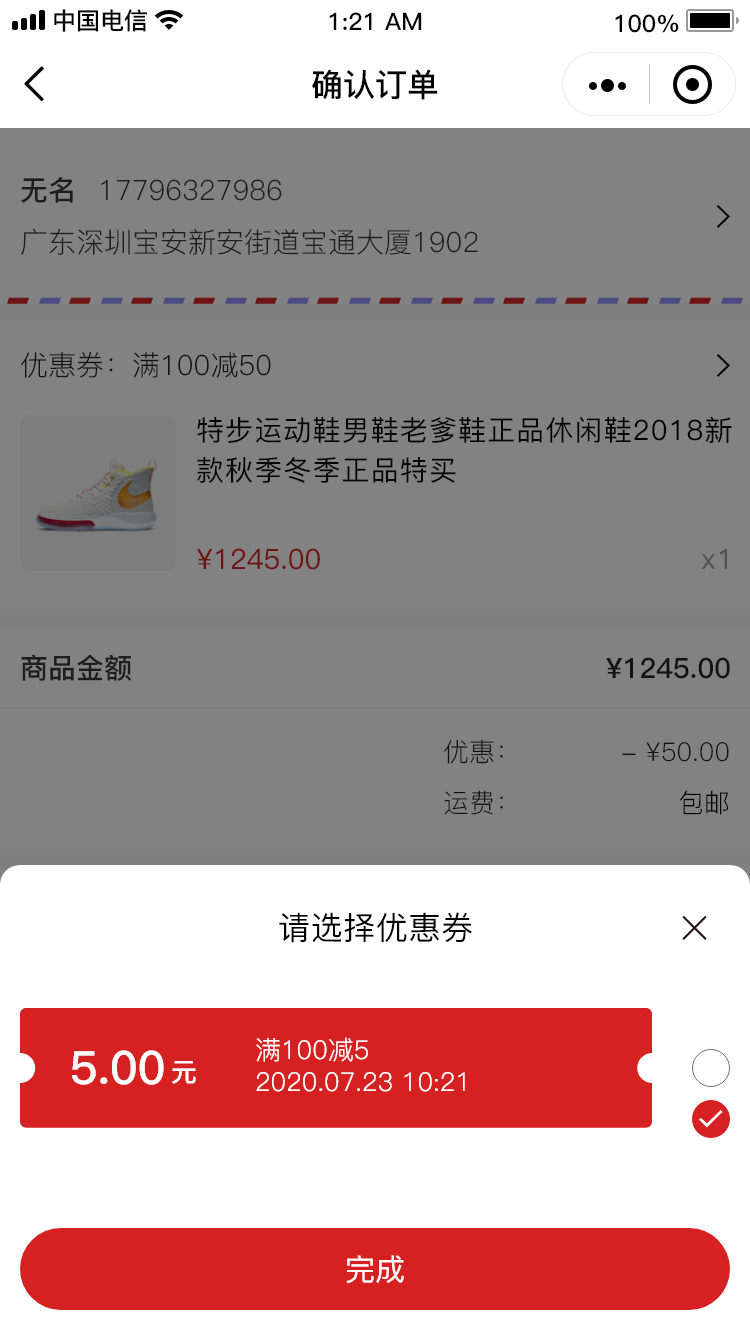 中国电信
1:21 AM
100%
确认订单
无名 17796327986
广东深圳宝安新安街道宝通大厦1902
优惠券：满100减50
特步运动鞋男鞋老爹鞋正品休闲鞋2018新
款秋季冬季正品特买
¥1245.00
x1
商品金额
¥1245.00
优惠：
– ¥50.00
运费：
包邮
请选择优惠券
5.00元
满100减5
2020.07.23 10:21
完成